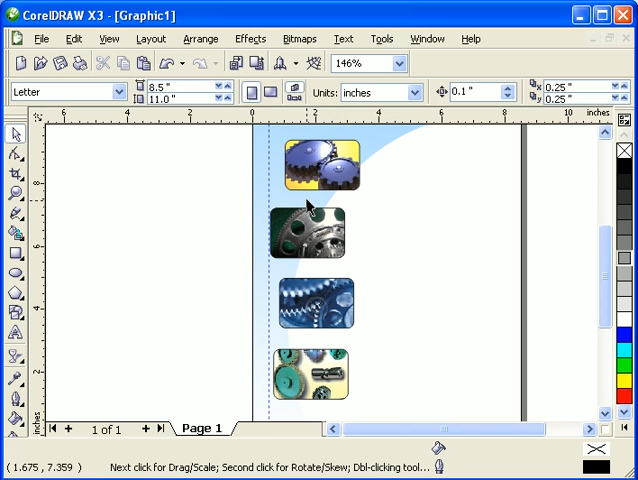 CorelDRAW X3 - [Graphic1]
File Edit View Layout Arrange Effects Bitmaps Text Tools Window Help
146%
Letter 8.5 " 11.0 " Units: inches 0.1 " x 0.25 " y 0.25 "
6 4 2 0 2 4 6 8 10 inches
8
6
4
2
inches
1 of 1 Page 1
( 1.675 , 7.359 ) Next click for Drag/Scale; Second click for Rotate/Skew; Dbl-clicking tool...